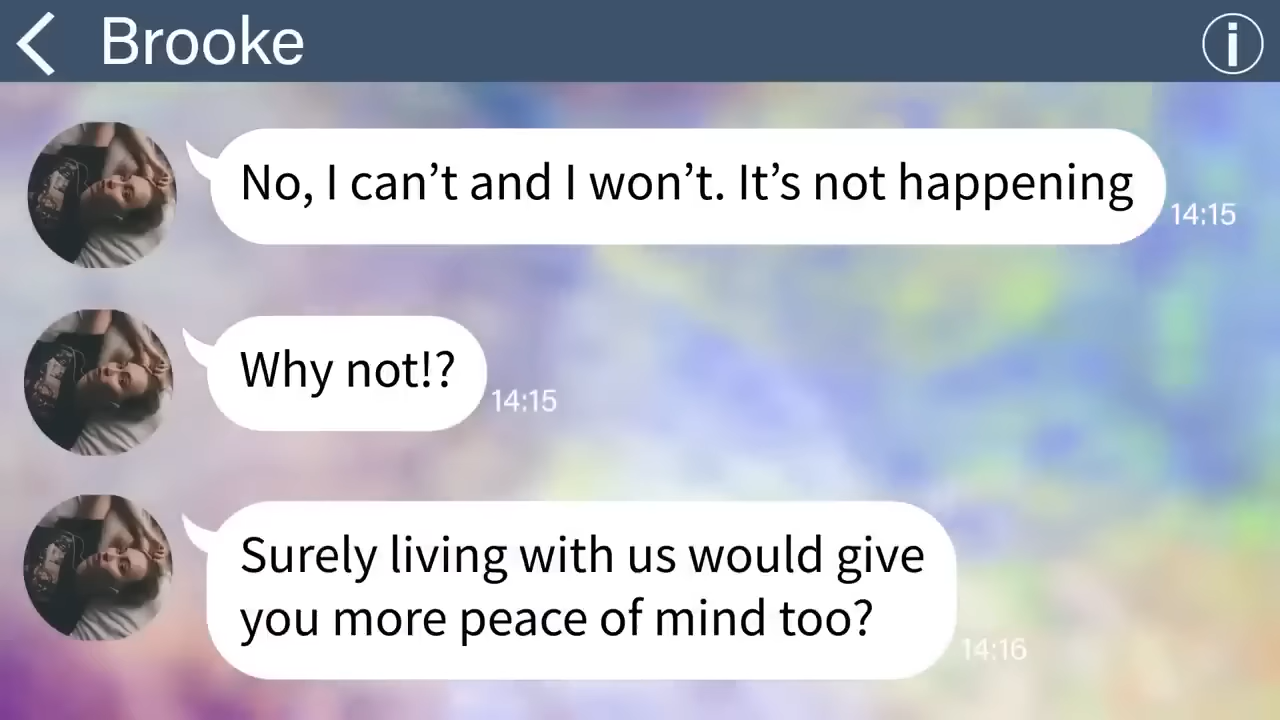 Brooke
No, I can’t and I won’t. It’s not happening
14:15
Why not!?
14:15
Surely living with us would give
you more peace of mind too?
14:16